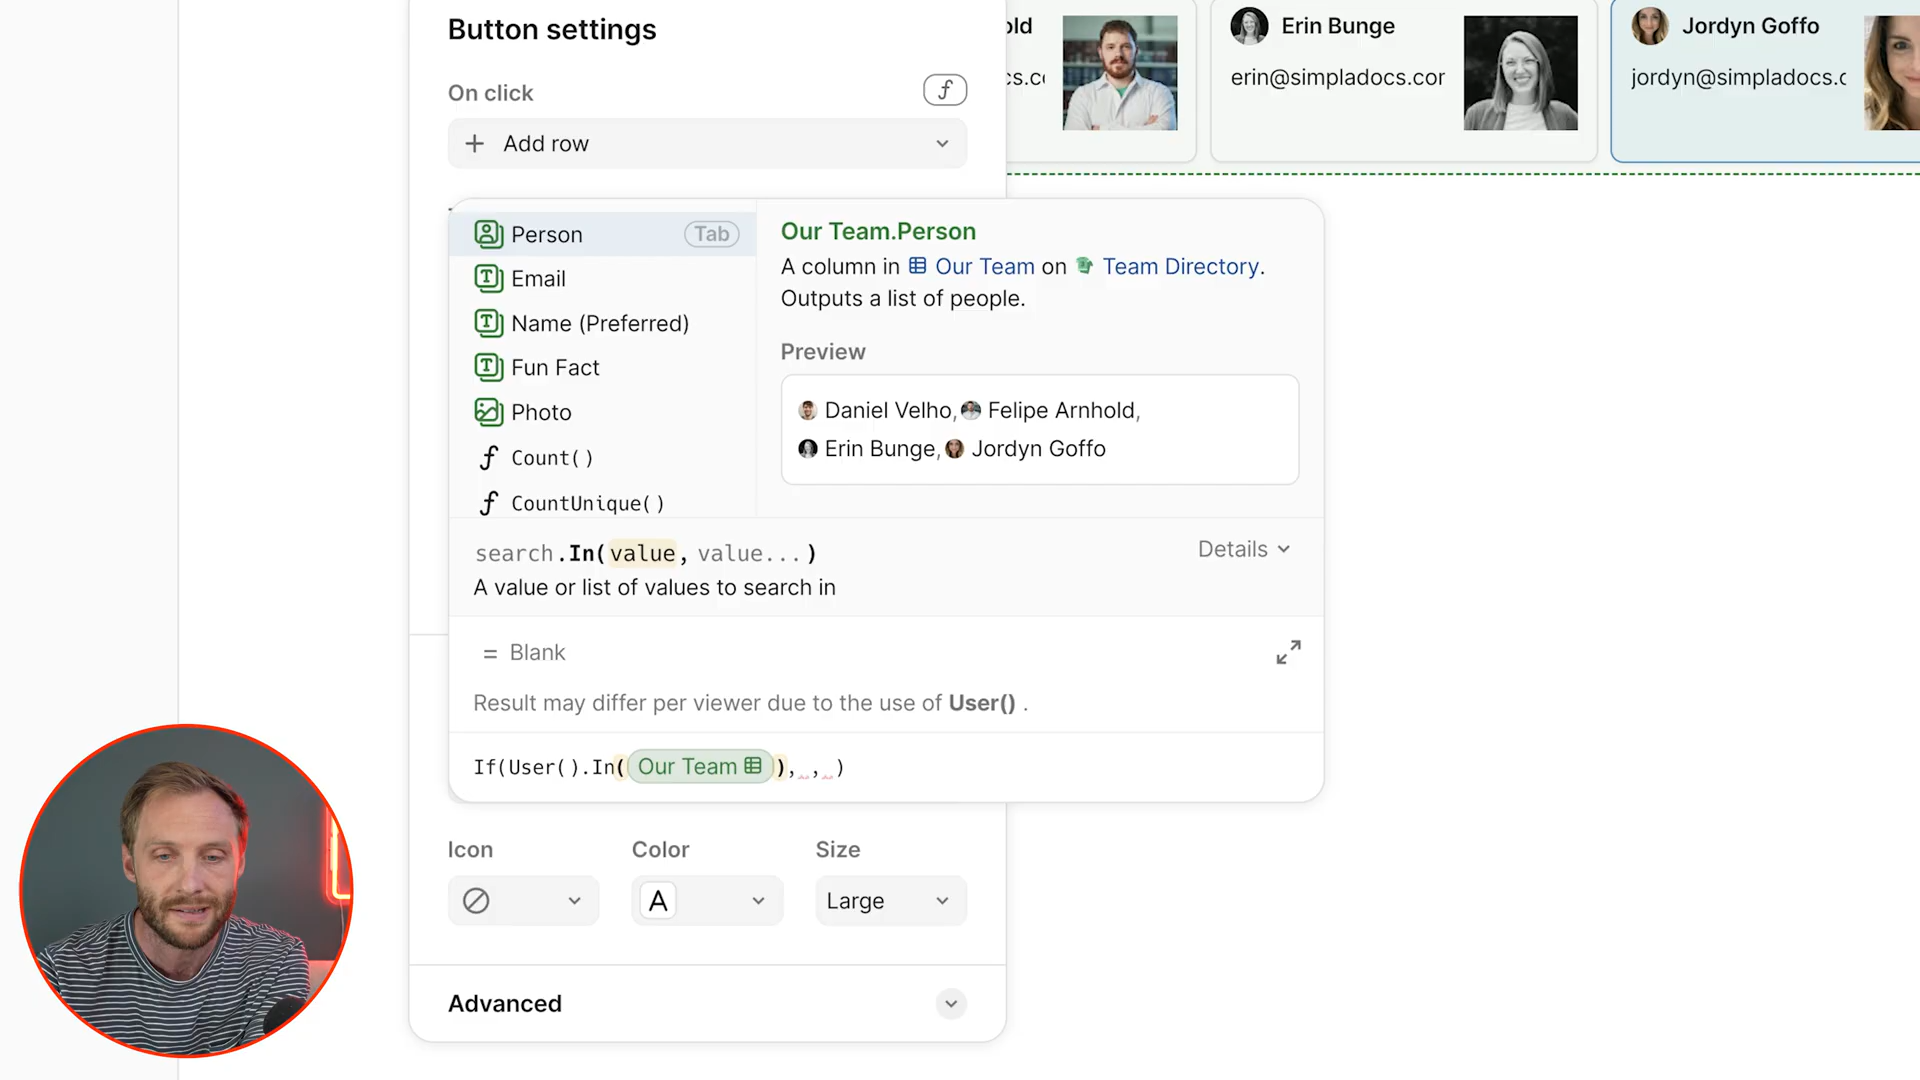 Button settings
On click
Add row
old
cs.co
Erin Bunge
erin@simpladocs.cor
Jordyn Goffo
jordyn@simpladocs.c
Person Tab
Email
Name (Preferred)
Fun Fact
Photo
f Count()
f CountUnique()
Our Team.Person
A column in Our Team on Team Directory.
Outputs a list of people.
Preview
Daniel Velho, Felipe Arnhold,
Erin Bunge, Jordyn Goffo
search.In(value, value...)
A value or list of values to search in
Details
= Blank
Result may differ per viewer due to the use of User() .
If(User().In( Our Team ), , )
Icon
Color
Size
A
Large
Advanced